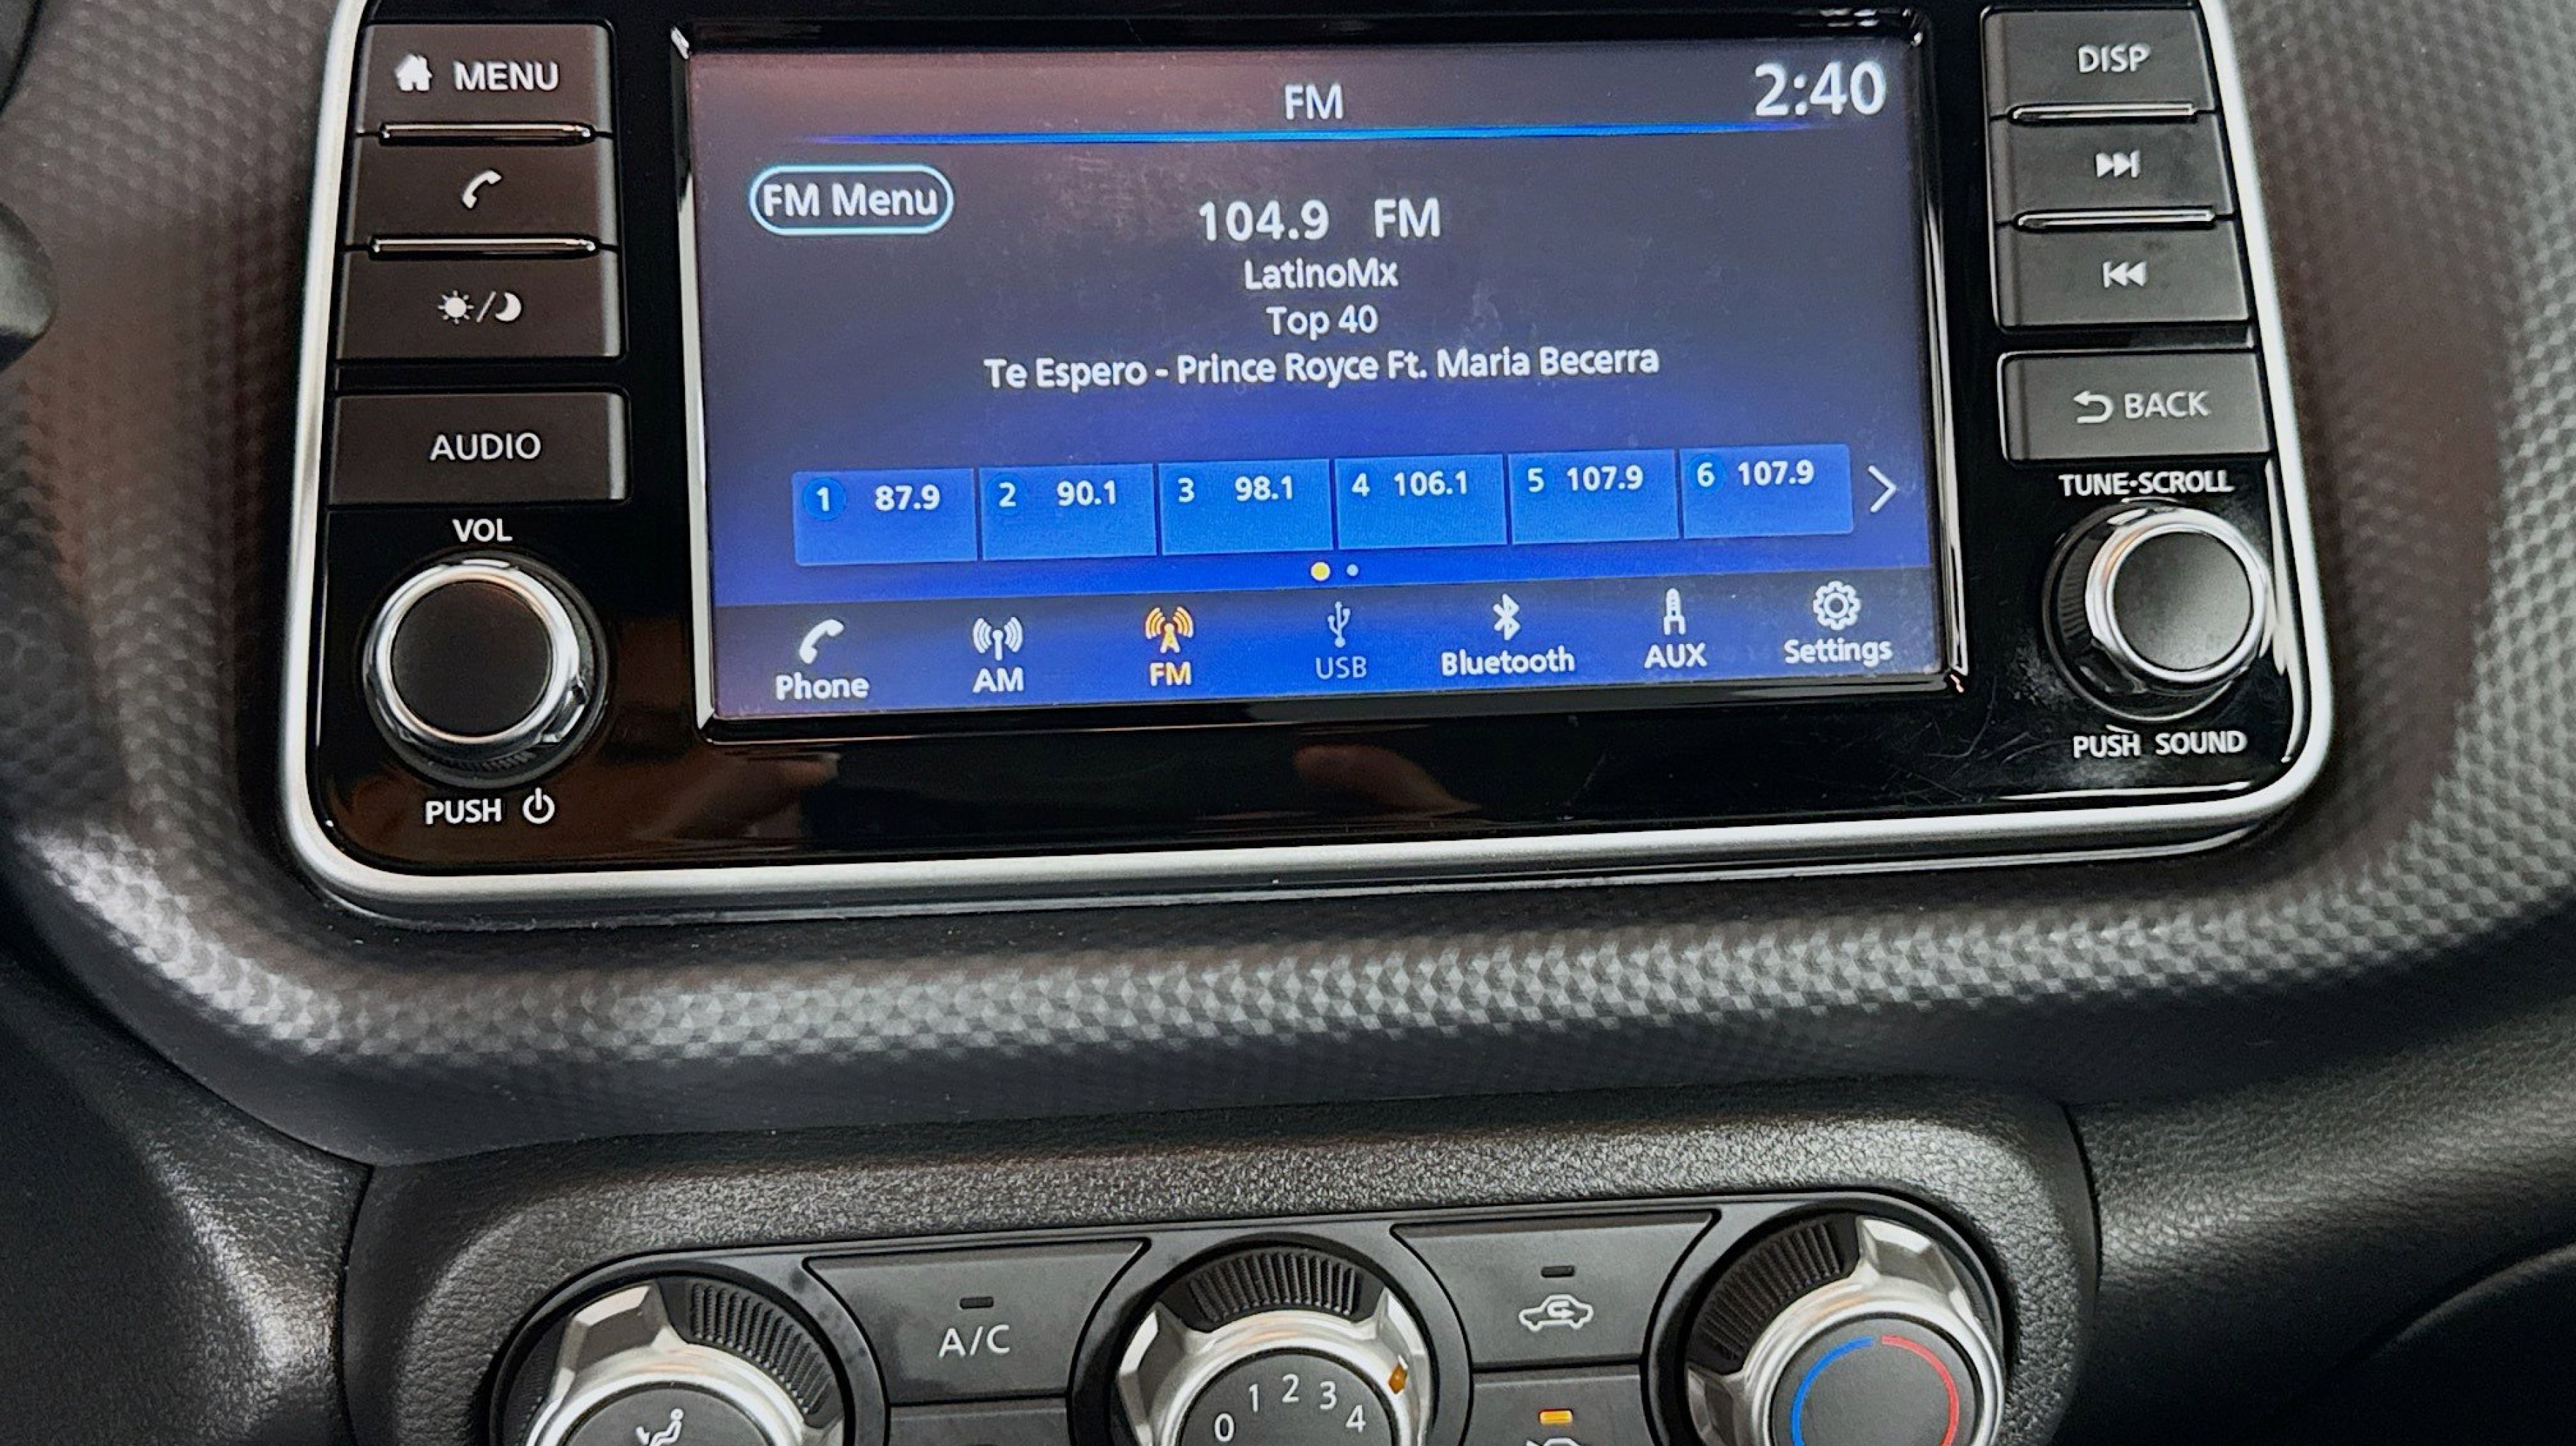 MENU
AUDIO
VOL
PUSH
FM
2:40
FM Menu
104.9 FM
LatinoMx
Top 40
Te Espero - Prince Royce Ft. Maria Becerra
1 87.9
2 90.1
3 98.1
4 106.1
5 107.9
6 107.9
Phone
AM
FM
USB
Bluetooth
AUX
Settings
DISP
BACK
TUNE•SCROLL
PUSH SOUND
A/C
0 1 2 3 4